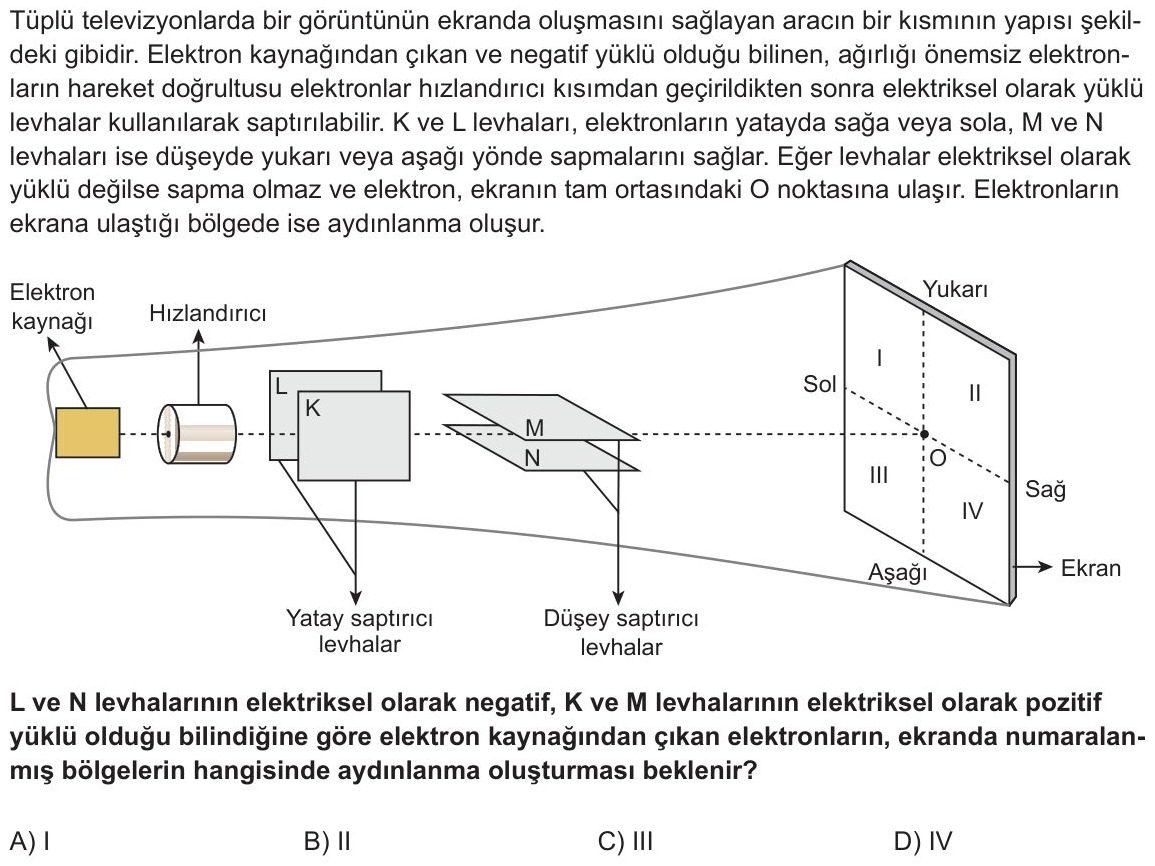 Tüplü televizyonlarda bir görüntünün ekranda oluşmasını sağlayan aracın bir kısmının yapısı şekil-
deki gibidir. Elektron kaynağından çıkan ve negatif yüklü olduğu bilinen, ağırlığı önemsiz elektron-
ların hareket doğrultusu elektronlar hızlandırıcı kısımdan geçirildikten sonra elektriksel olarak yüklü
levhalar kullanılarak saptırılabilir. K ve L levhaları, elektronların yatayda sağa veya sola, M ve N
levhaları ise düşeyde yukarı veya aşağı yönde sapmalarını sağlar. Eğer levhalar elektriksel olarak
yüklü değilse sapma olmaz ve elektron, ekranın tam ortasındaki O noktasına ulaşır. Elektronların
ekrana ulaştığı bölgede ise aydınlanma oluşur.
Elektron
kaynağı
Hızlandırıcı
L
K
M
N
Yukarı
Sol
I
II
O
III
IV
Sağ
Aşağı
Ekran
Yatay saptırıcı
levhalar
Düşey saptırıcı
levhalar
L ve N levhalarının elektriksel olarak negatif, K ve M levhalarının elektriksel olarak pozitif
yüklü olduğu bilindiğine göre elektron kaynağından çıkan elektronların, ekranda numaralan-
mış bölgelerin hangisinde aydınlanma oluşturması beklenir?
A) I B) II C) III D) IV